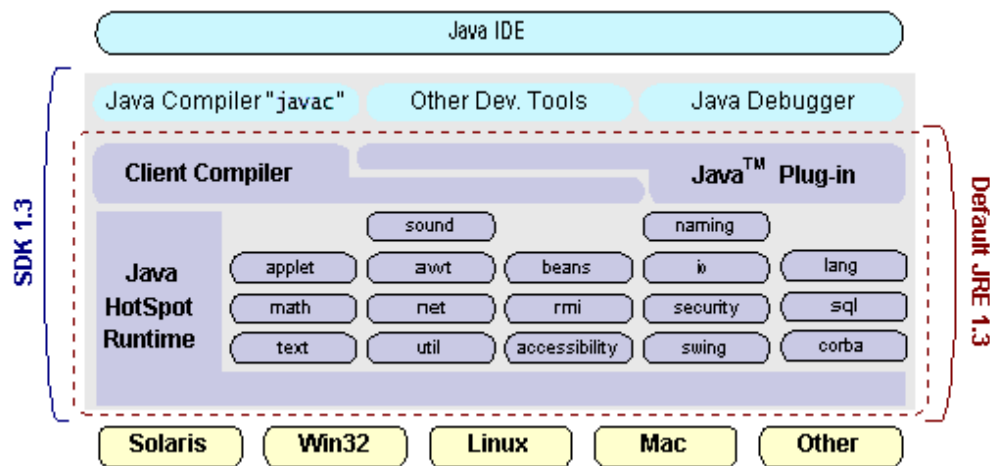 Java IDE
Java Compiler "javac" Other Dev. Tools Java Debugger
Client Compiler Java™ Plug-in
sound naming
applet awt beans io lang
math net rmi security sql
text util accessibility swing corba
Java
HotSpot
Runtime
SDK 1.3
Default JRE 1.3
Solaris Win32 Linux Mac Other